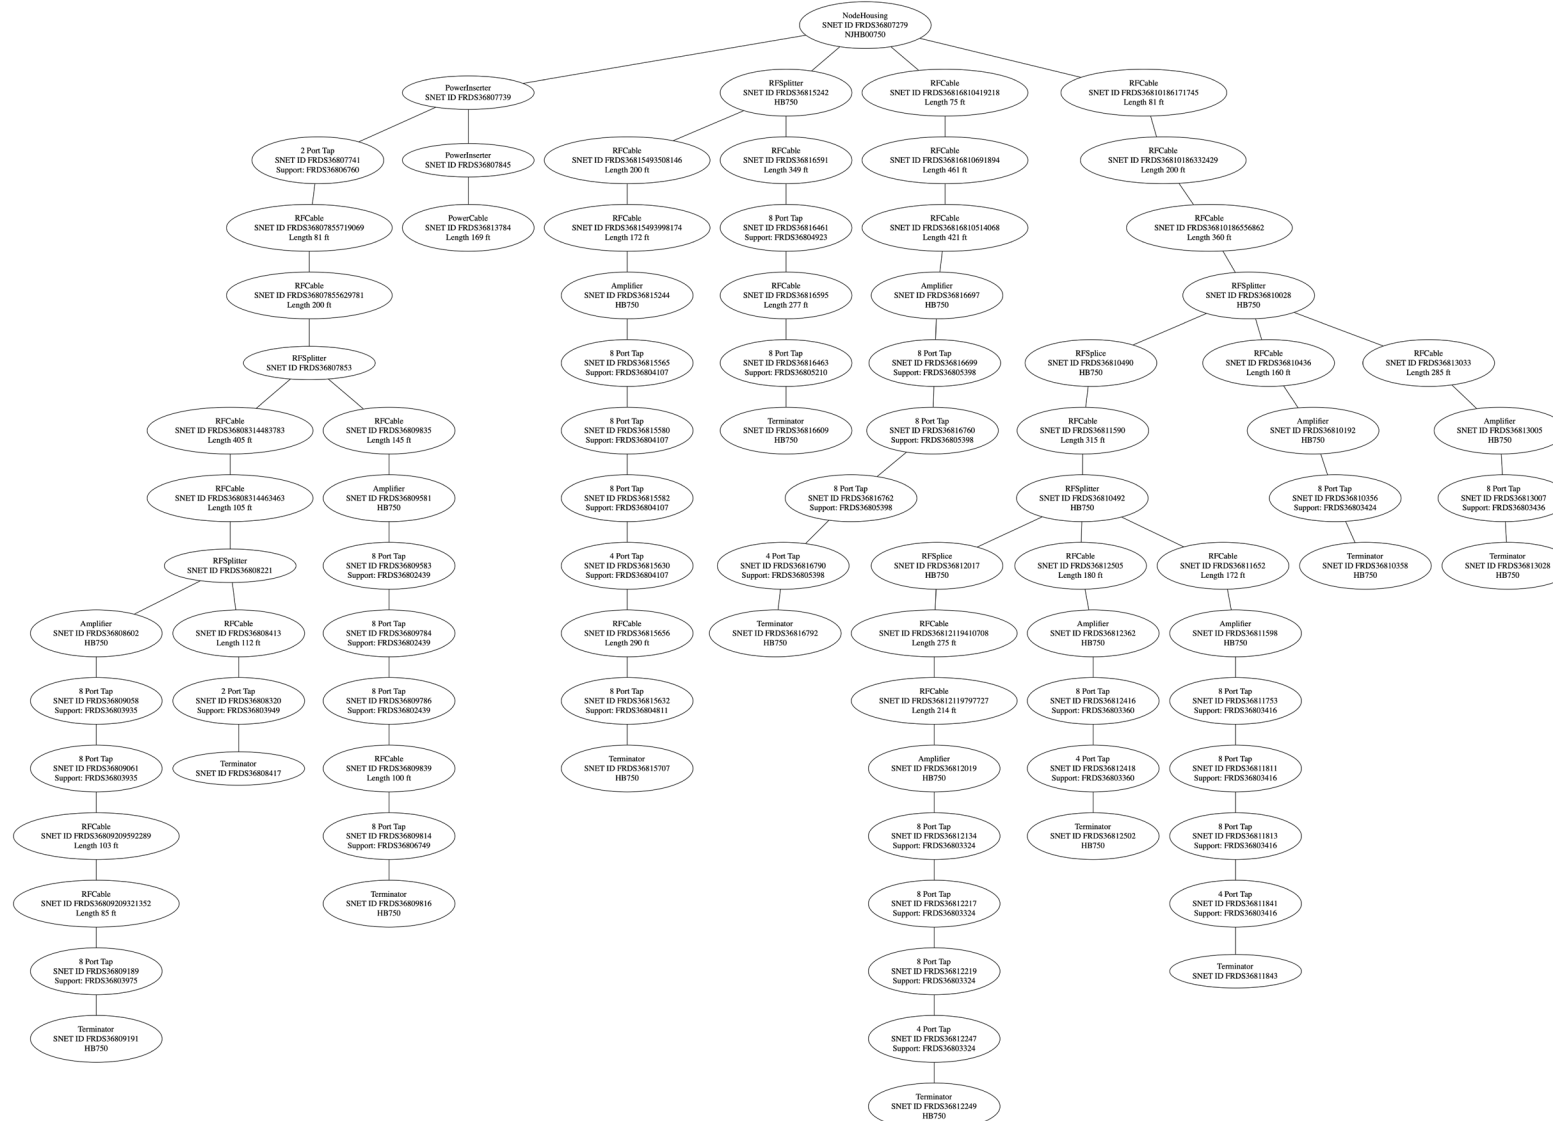 NodeHousing
SNET ID FRDS36807279
NJHB00750
PowerInserter
SNET ID FRDS36807739
RFSplitter
SNET ID FRDS36815242
HB750
RFCable
SNET ID FRDS36816810419218
Length 75 ft
RFCable
SNET ID FRDS36810186171745
Length 81 ft
2 Port Tap
SNET ID FRDS36807741
Support: FRDS36806760
PowerInserter
SNET ID FRDS36807845
RFCable
SNET ID FRDS36815493508146
Length 200 ft
RFCable
SNET ID FRDS36816591
Length 349 ft
RFCable
SNET ID FRDS36816810691894
Length 461 ft
RFCable
SNET ID FRDS36810186332429
Length 200 ft
RFCable
SNET ID FRDS36807855719069
Length 81 ft
PowerCable
SNET ID FRDS36813784
Length 169 ft
RFCable
SNET ID FRDS36815493998174
Length 172 ft
8 Port Tap
SNET ID FRDS36816461
Support: FRDS36804923
RFCable
SNET ID FRDS36816810514068
Length 421 ft
RFCable
SNET ID FRDS36810186556862
Length 360 ft
RFCable
SNET ID FRDS36807855629781
Length 200 ft
Amplifier
SNET ID FRDS36815244
HB750
RFCable
SNET ID FRDS36816595
Length 277 ft
Amplifier
SNET ID FRDS36816697
HB750
RFSplitter
SNET ID FRDS36810028
HB750
RFSplitter
SNET ID FRDS36807853
8 Port Tap
SNET ID FRDS36815565
Support: FRDS36804107
8 Port Tap
SNET ID FRDS36816463
Support: FRDS36805210
8 Port Tap
SNET ID FRDS36816699
Support: FRDS36805398
RFSplice
SNET ID FRDS36810490
HB750
RFCable
SNET ID FRDS36810436
Length 160 ft
RFCable
SNET ID FRDS36813033
Length 285 ft
RFCable
SNET ID FRDS36808314483783
Length 405 ft
RFCable
SNET ID FRDS36809835
Length 145 ft
8 Port Tap
SNET ID FRDS36815580
Support: FRDS36804107
Terminator
SNET ID FRDS36816609
HB750
8 Port Tap
SNET ID FRDS36816760
Support: FRDS36805398
RFCable
SNET ID FRDS36811590
Length 315 ft
Amplifier
SNET ID FRDS36810192
HB750
Amplifier
SNET ID FRDS36813005
HB750
RFCable
SNET ID FRDS36808314463463
Length 105 ft
Amplifier
SNET ID FRDS36809581
HB750
8 Port Tap
SNET ID FRDS36815582
Support: FRDS36804107
8 Port Tap
SNET ID FRDS36816762
Support: FRDS36805398
RFSplitter
SNET ID FRDS36810492
HB750
8 Port Tap
SNET ID FRDS36810356
Support: FRDS36803424
8 Port Tap
SNET ID FRDS36813007
Support: FRDS36803436
RFSplitter
SNET ID FRDS36808221
8 Port Tap
SNET ID FRDS36809583
Support: FRDS36802439
4 Port Tap
SNET ID FRDS36815630
Support: FRDS36804107
4 Port Tap
SNET ID FRDS36816790
Support: FRDS36805398
RFSplice
SNET ID FRDS36812017
HB750
RFCable
SNET ID FRDS36812505
Length 180 ft
RFCable
SNET ID FRDS36811652
Length 172 ft
Terminator
SNET ID FRDS36810358
HB750
Terminator
SNET ID FRDS36813028
HB750
Amplifier
SNET ID FRDS36808602
HB750
RFCable
SNET ID FRDS36808413
Length 112 ft
8 Port Tap
SNET ID FRDS36809784
Support: FRDS36802439
RFCable
SNET ID FRDS36815656
Length 290 ft
Terminator
SNET ID FRDS36816792
HB750
RFCable
SNET ID FRDS36812119410708
Length 275 ft
Amplifier
SNET ID FRDS36812362
HB750
Amplifier
SNET ID FRDS36811598
HB750
8 Port Tap
SNET ID FRDS36809058
Support: FRDS36803935
2 Port Tap
SNET ID FRDS36808320
Support: FRDS36803949
8 Port Tap
SNET ID FRDS36809786
Support: FRDS36802439
8 Port Tap
SNET ID FRDS36815632
Support: FRDS36804811
RFCable
SNET ID FRDS36812119797727
Length 214 ft
8 Port Tap
SNET ID FRDS36812416
Support: FRDS36803360
8 Port Tap
SNET ID FRDS36811753
Support: FRDS36803416
8 Port Tap
SNET ID FRDS36809061
Support: FRDS36803935
Terminator
SNET ID FRDS36808417
RFCable
SNET ID FRDS36809839
Length 100 ft
Terminator
SNET ID FRDS36815707
HB750
Amplifier
SNET ID FRDS36812019
HB750
4 Port Tap
SNET ID FRDS36812418
Support: FRDS36803360
8 Port Tap
SNET ID FRDS36811811
Support: FRDS36803416
RFCable
SNET ID FRDS36809209592289
Length 103 ft
8 Port Tap
SNET ID FRDS36809814
Support: FRDS36806749
8 Port Tap
SNET ID FRDS36812134
Support: FRDS36803324
Terminator
SNET ID FRDS36812502
HB750
8 Port Tap
SNET ID FRDS36811813
Support: FRDS36803416
RFCable
SNET ID FRDS36809209321352
Length 85 ft
Terminator
SNET ID FRDS36809816
HB750
8 Port Tap
SNET ID FRDS36812217
Support: FRDS36803324
4 Port Tap
SNET ID FRDS36811841
Support: FRDS36803416
8 Port Tap
SNET ID FRDS36809189
Support: FRDS36803975
8 Port Tap
SNET ID FRDS36812219
Support: FRDS36803324
Terminator
SNET ID FRDS36811843
Terminator
SNET ID FRDS36809191
HB750
4 Port Tap
SNET ID FRDS36812247
Support: FRDS36803324
Terminator
SNET ID FRDS36812249
HB750